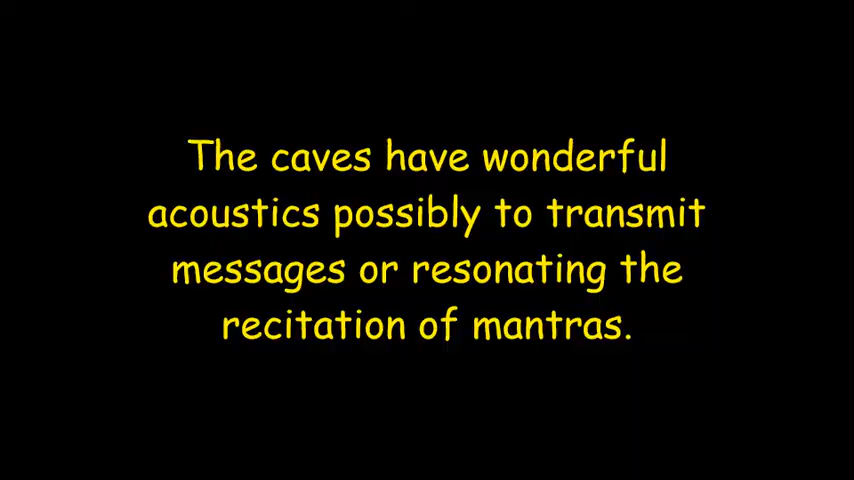 The caves have wonderful
acoustics possibly to transmit
messages or resonating the
recitation of mantras.